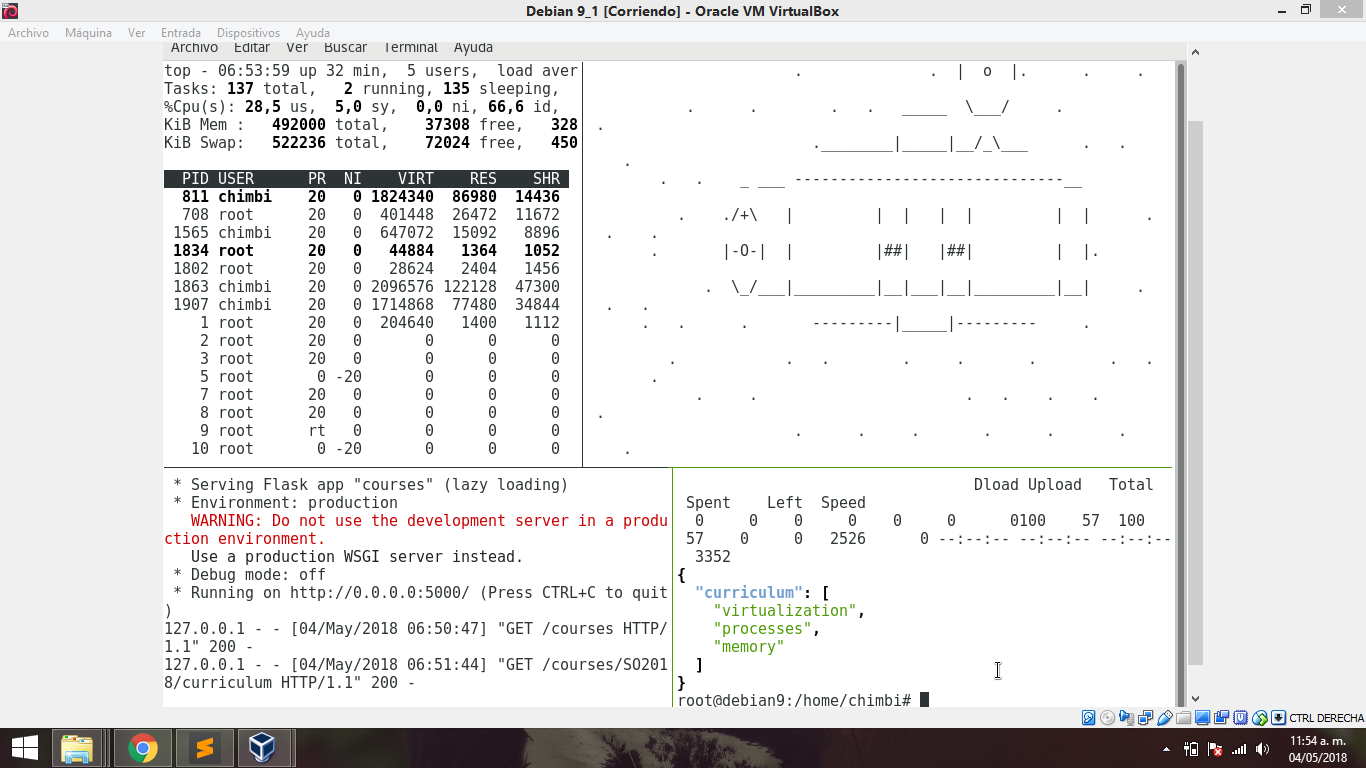 Debian 9_1 [Corriendo] - Oracle VM VirtualBox
Archivo Máquina Ver Entrada Dispositivos Ayuda
Archivo Editar Ver Buscar Terminal Ayuda
top - 06:53:59 up 32 min,  5 users,  load aver
Tasks: 137 total,   2 running, 135 sleeping,
%Cpu(s): 28,5 us,  5,0 sy,  0,0 ni, 66,6 id,
KiB Mem :   492000 total,    37308 free,   328
KiB Swap:   522236 total,    72024 free,   450
  PID USER      PR  NI    VIRT    RES    SHR
  811 chimbi    20   0 1824340  86980  14436
  708 root      20   0  401448  26472  11672
 1565 chimbi    20   0  647072  15092   8896
 1834 root      20   0   44884   1364   1052
 1802 root      20   0   28624   2404   1456
 1863 chimbi    20   0 2096576 122128  47300
 1907 chimbi    20   0 1714868  77480  34844
    1 root      20   0  204640   1400   1112
    2 root      20   0       0      0      0
    3 root      20   0       0      0      0
    5 root       0 -20       0      0      0
    7 root      20   0       0      0      0
    8 root      20   0       0      0      0
    9 root      rt   0       0      0      0
   10 root       0 -20       0      0      0
. . | o |. . .
. . . . _____ \___/ .
.
.________|_____|__/_\___ . .
.
. . _ ___ ------------------------------__
. ./+\ | | | | | | | .
. .
. |-O-| | |##| |##| | |.
. \_/___|_________|__|___|__|_________|__| .
. .
. . . ---------|_____|--------- .
. . . . . . . .
.
. . . . . .
.
. . . . . .
.
 * Serving Flask app "courses" (lazy loading)
 * Environment: production
   WARNING: Do not use the development server in a produ
ction environment.
   Use a production WSGI server instead.
 * Debug mode: off
 * Running on http://0.0.0.0:5000/ (Press CTRL+C to quit
)
127.0.0.1 - - [04/May/2018 06:50:47] "GET /courses HTTP/
1.1" 200 -
127.0.0.1 - - [04/May/2018 06:51:44] "GET /courses/SO201
8/curriculum HTTP/1.1" 200 -
Dload Upload   Total
Spent    Left  Speed
0     0    0     0    0     0      0100    57  100
57    0     0   2526      0 --:--:-- --:--:-- --:--:--
3352
{
  "curriculum": [
    "virtualization",
    "processes",
    "memory"
  ]
}
root@debian9:/home/chimbi#
CTRL DERECHA
11:54 a. m.
04/05/2018